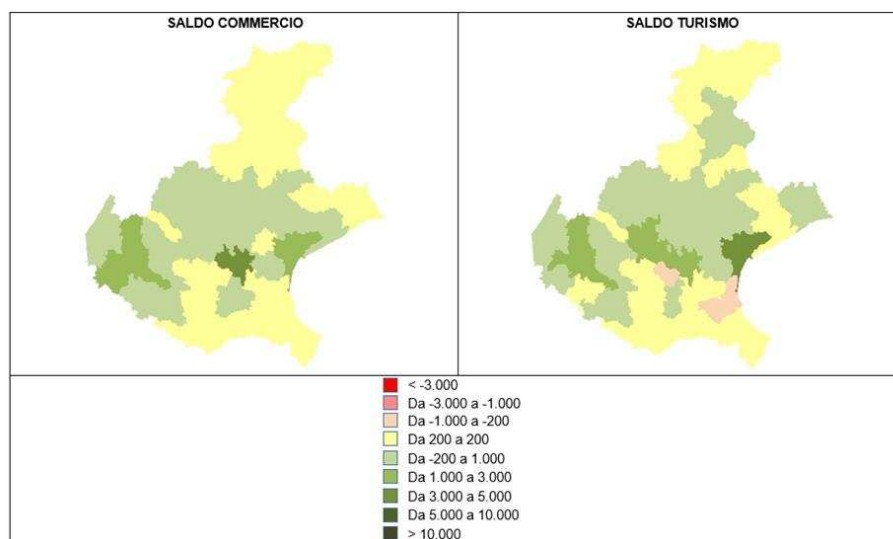 SALDO COMMERCIO
SALDO TURISMO
< -3.000
Da -3.000 a -1.000
Da -1.000 a -200
Da 200 a 200
Da -200 a 1.000
Da 1.000 a 3.000
Da 3.000 a 5.000
Da 5.000 a 10.000
> 10.000